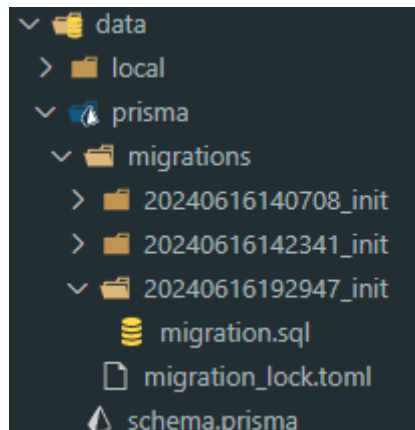 data
local
prisma
migrations
20240616140708_init
20240616142341_init
20240616192947_init
migration.sql
migration_lock.toml
schema.prisma